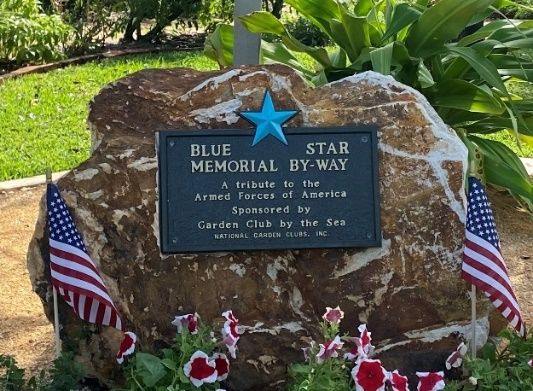 BLUE STAR
MEMORIAL BY-WAY
A tribute to the
Armed Forces of America
Sponsored by
Garden Club by the Sea
NATIONAL GARDEN CLUBS, INC.